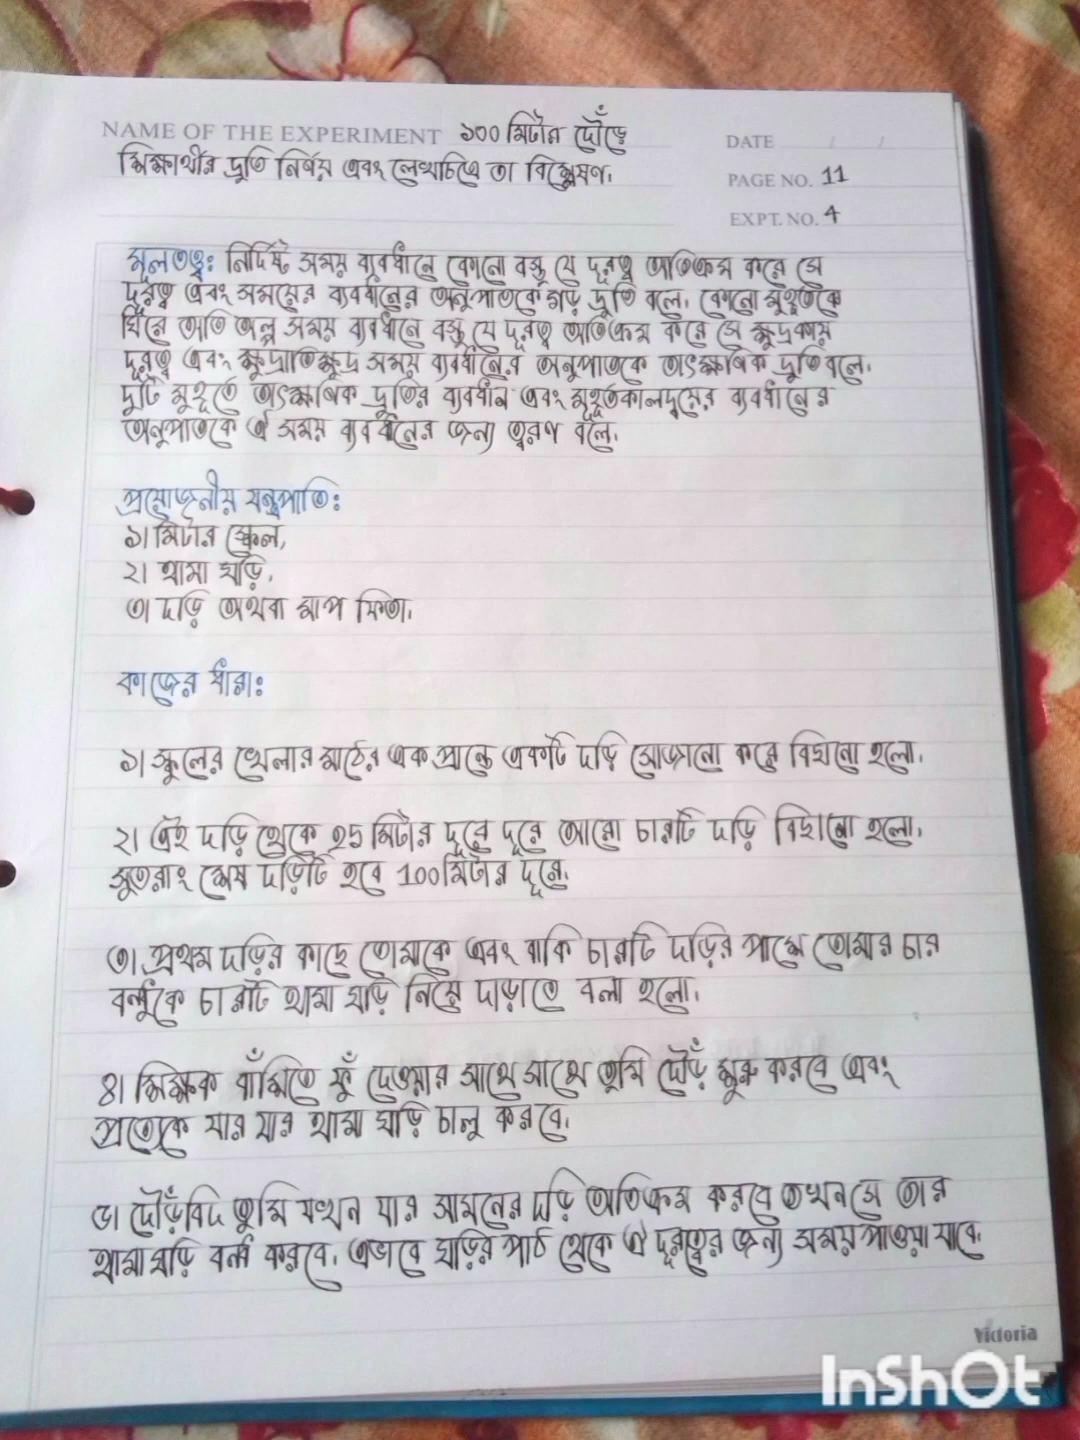 NAME OF THE EXPERIMENT ১০০ মিটার দৌঁড়ে
DATE / /
শিক্ষার্থীর দ্রুতি নির্ণয় এবং লেখচিত্রে তা বিশ্লেষণ।
PAGE NO. 11
EXPT. NO. 4
মূলতত্ত্ব: নির্দিষ্ট সময় ব্যবধানে কোনো বস্তু যে দূরত্ব অতিক্রম করে সে
দূরত্ব এবং সময়ের ব্যবধানের অনুপাতকে গড় দ্রুতি বলে। কোনো মুহূর্তকে
ঘিরে অতি অল্প সময় ব্যবধানে বস্তু যে দূরত্ব অতিক্রম করে সে ক্ষুদ্রকায়
দূরত্ব এবং ক্ষুদ্রাতিক্ষুদ্র সময় ব্যবধানের অনুপাতকে তাৎক্ষণিক দ্রুতি বলে।
দুটি মুহূর্তে তাৎক্ষণিক দ্রুতির ব্যবধান এবং মূহূর্তকালদ্বয়ের ব্যবধানের
অনুপাতকে ঐ সময় ব্যবধানের জন্য ত্বরণ বলে।
প্রয়োজনীয় যন্ত্রপাতি:
১। মিটার স্কেল,
২। থামা ঘড়ি,
৩। দড়ি অথবা মাপ ফিতা।
কাজের ধারা:
১। স্কুলের খেলার মাঠের এক প্রান্তে একটি দড়ি সোজানো করে বিছানো হলো।
২। এই দড়ি থেকে ২5 মিটার দূরে দূরে আরো চারটি দড়ি বিছানো হলো।
সুতরাং শেষ দড়িটি হবে 100 মিটার দূরে।
৩। প্রথম দড়ির কাছে তোমাকে এবং বাকি চারটি দড়ির পাশে তোমার চার
বন্ধুকে চারটি থামা ঘড়ি নিয়ে দাড়াতে বলা হলো।
৪। শিক্ষক বাঁশিতে ফুঁ দেওয়ার সাথে সাথে তুমি দৌঁড় শুরু করবে এবং
প্রত্যেকে যার যার থামা ঘড়ি চালু করবে।
৬। দৌঁড়বিদ তুমি যখন যার সামনের দড়ি অতিক্রম করবে তখন সে তার
থামা ঘড়ি বন্ধ করবে। এভাবে ঘড়ির পাঠ থেকে ঐ দূরত্বের জন্য সময় পাওয়া যাবে।
Victoria
InShOt